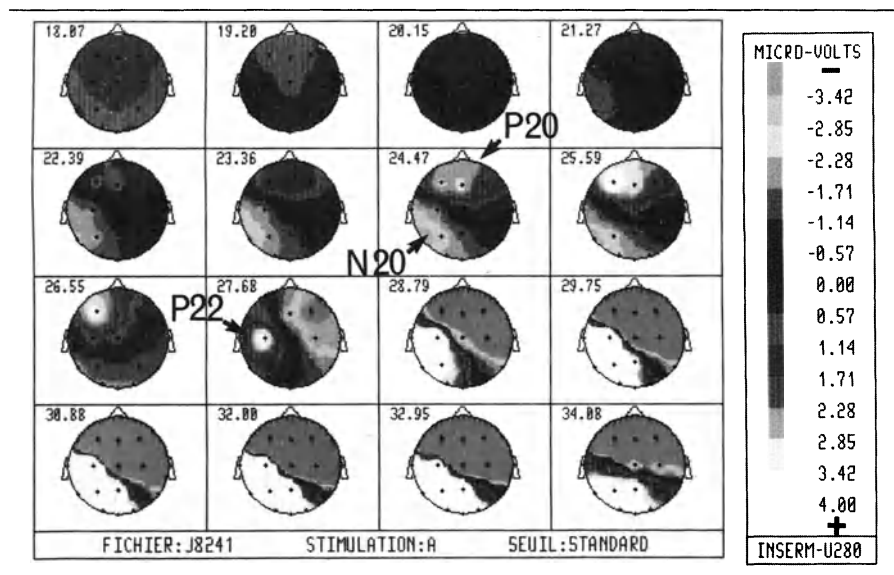 18.07 19.20 20.15 21.27
P20
22.39 23.36 24.47 25.59
N20
26.55 27.68 28.79 29.75
P22
30.88 32.00 32.95 34.08
FICHIER:J8241 STIMULATION:A SEUIL:STANDARD
MICRO-VOLTS
-
-3.42
-2.85
-2.28
-1.71
-1.14
-0.57
0.00
0.57
1.14
1.71
2.28
2.85
3.42
4.00
+
INSERM-U280